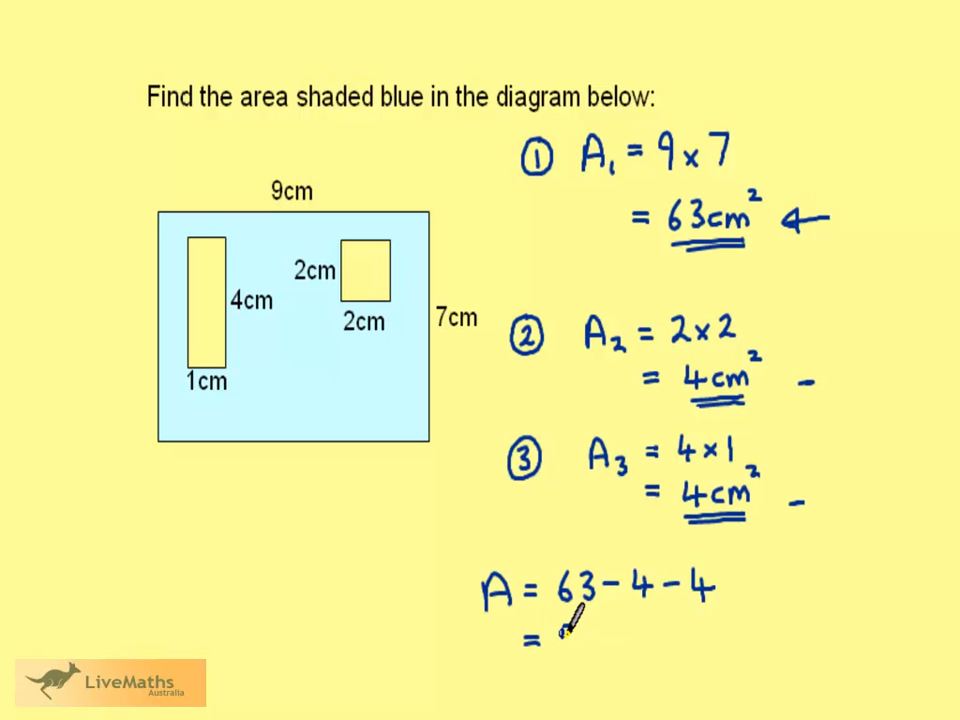 Find the area shaded blue in the diagram below:
① A₁ = 9 × 7
= 63cm²
9cm
2cm
4cm
2cm
7cm
1cm
② A₂ = 2 × 2
= 4cm² -
③ A₃ = 4 × 1
= 4cm² -
A = 63 - 4 - 4
=
LiveMaths
Australia